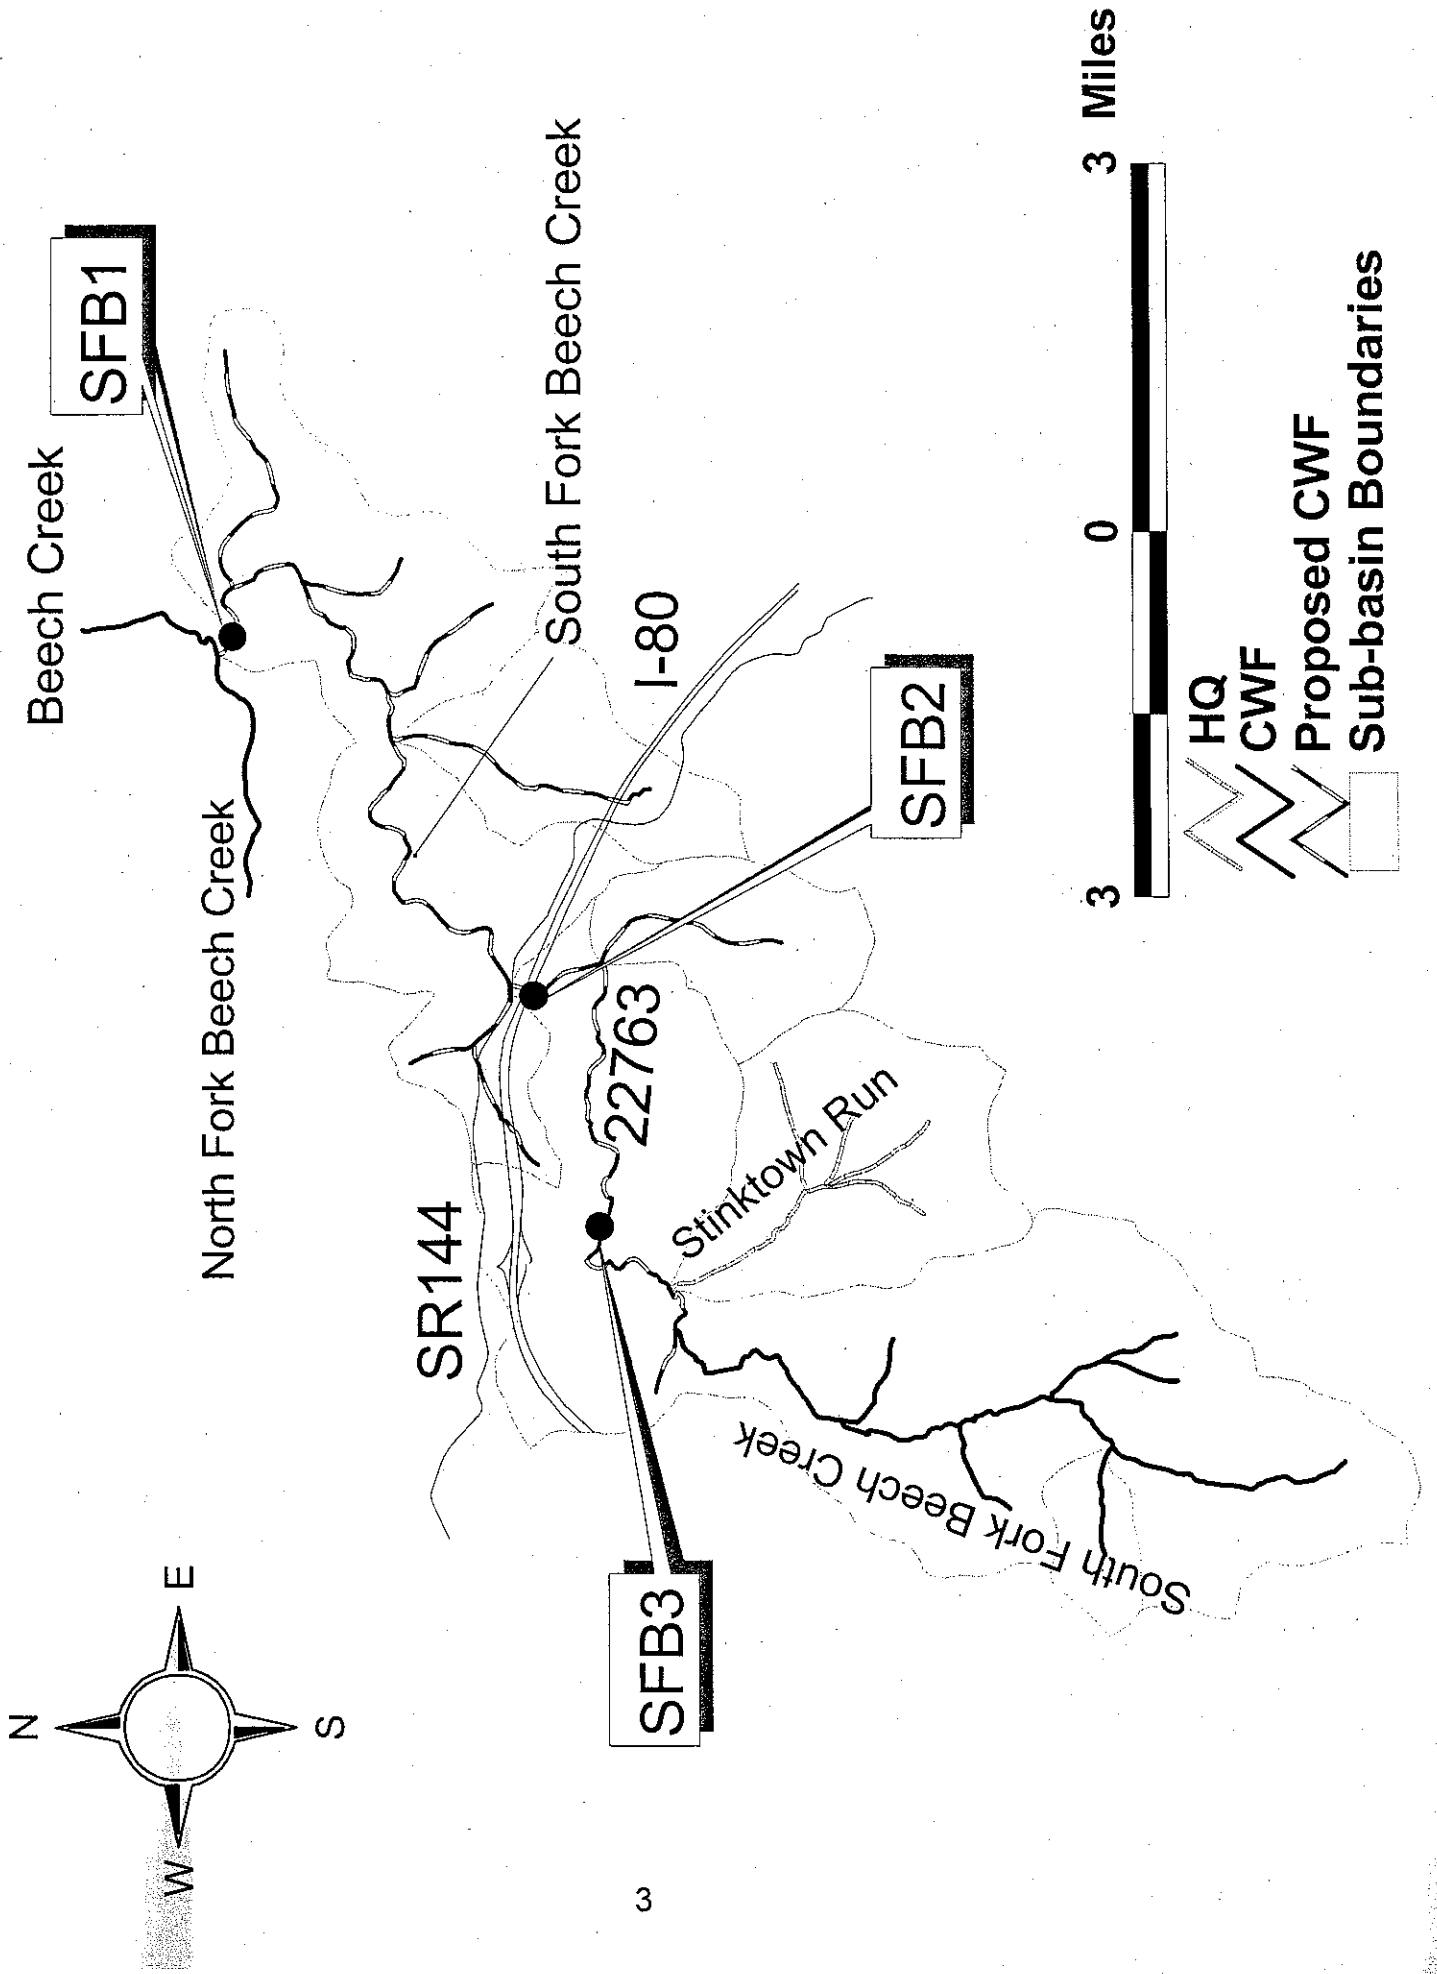 N
W
E
S
Beech Creek
SFB1
North Fork Beech Creek
South Fork Beech Creek
SR144
I-80
22763
SFB2
SFB3
Stinktown Run
South Fork Beech Creek
3 0 3 Miles
HQ
CWF
Proposed CWF
Sub-basin Boundaries
3